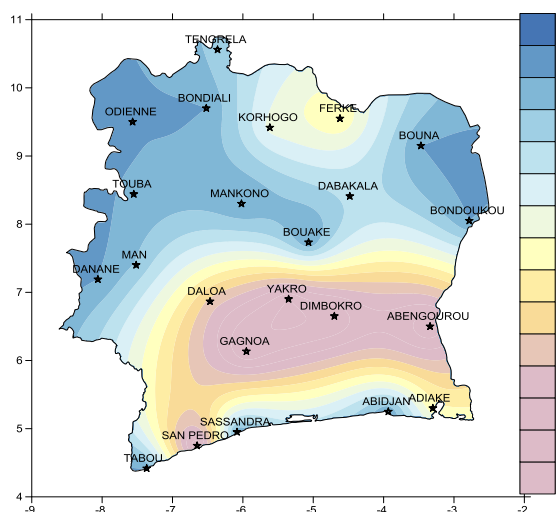 11
TENGRELA
10
BONDIALI
ODIENNE
FERKE
KORHOGO
BOUNA
9
TOUBA
DABAKALA
MANKONO
BONDOUKOU
8
BOUAKE
MAN
DANANE
7
YAKRO
DALOA
DIMBOKRO
ABENGOUROU
GAGNOA
6
ADIAKE
ABIDJAN
SASSANDRA
5
SAN PEDRO
TABOU
4
-9 -8 -7 -6 -5 -4 -3 -2